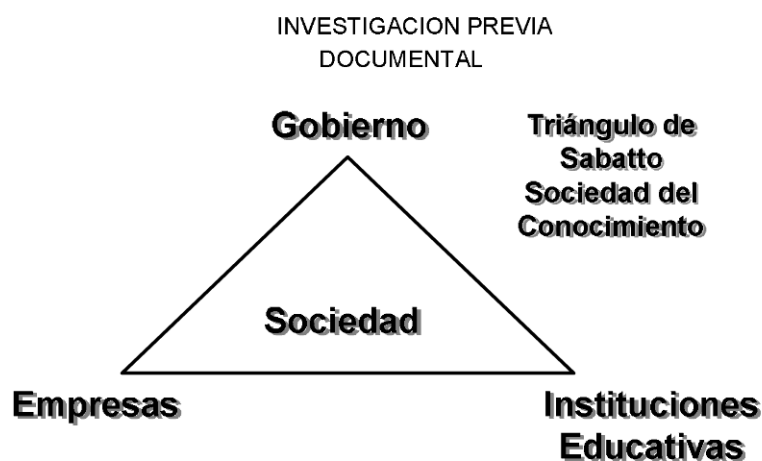 INVESTIGACION PREVIA
DOCUMENTAL
Gobierno
Triángulo de
Sabatto
Sociedad del
Conocimiento
Sociedad
Empresas
Instituciones
Educativas